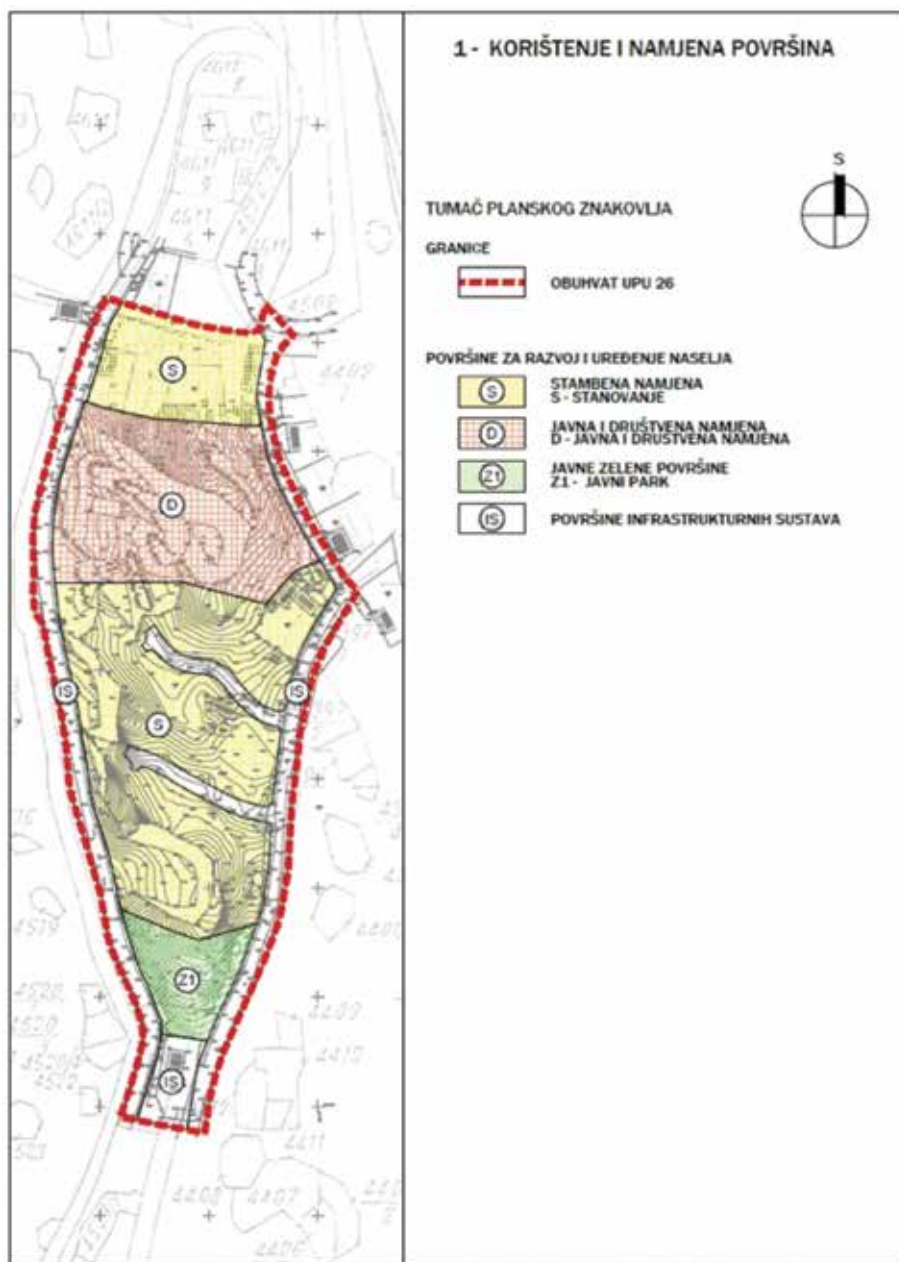 1 - KORIŠTENJE I NAMJENA POVRŠINA
S
TUMAČ PLANSKOG ZNAKOVLJA
GRANICE
OBUHVAT UPU 26
POVRŠINE ZA RAZVOJ I UREĐENJE NASELJA
S
STAMBENA NAMJENA
S - STANOVANJE
D
JAVNA I DRUŠTVENA NAMJENA
D - JAVNA I DRUŠTVENA NAMJENA
Z1
JAVNE ZELENE POVRŠINE
Z1 - JAVNI PARK
IS
POVRŠINE INFRASTRUKTURNIH SUSTAVA
S
D
IS
IS
S
Z1
IS
4519
4520
4520
4409
4410
4411
4408
4407
4406